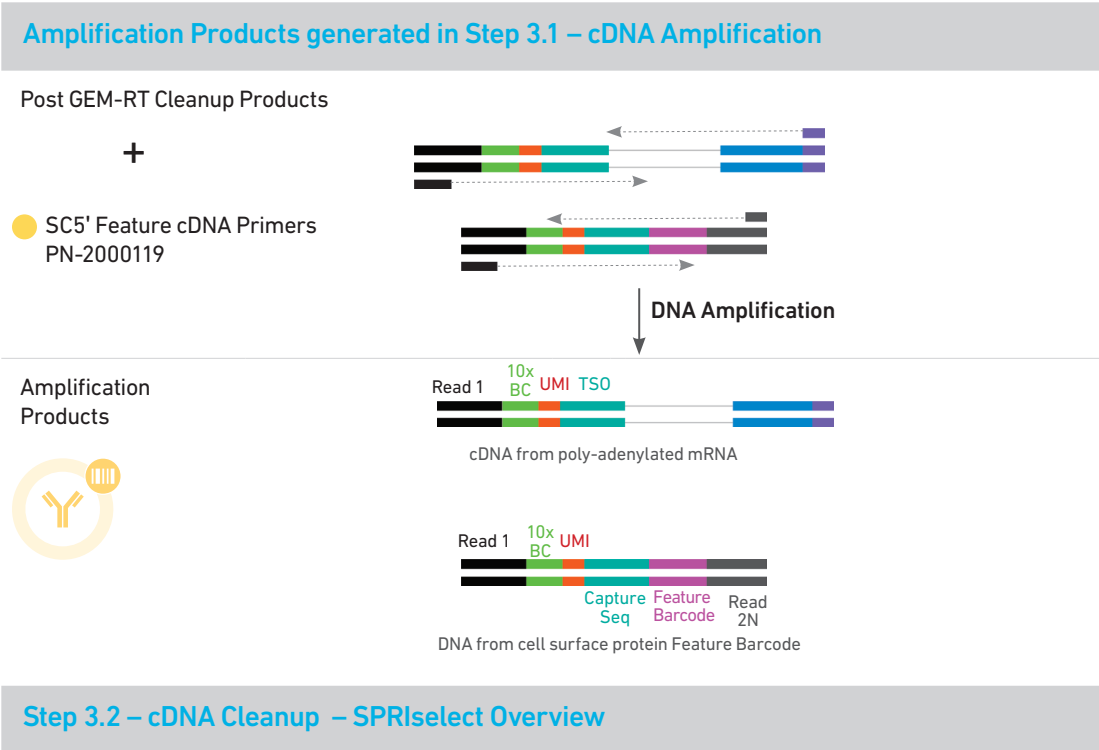 Amplification Products generated in Step 3.1 – cDNA Amplification
Post GEM-RT Cleanup Products
+
SC5' Feature cDNA Primers
PN-2000119
DNA Amplification
Amplification
Products
Read 1
10x
BC
UMI
TSO
cDNA from poly-adenylated mRNA
Read 1
10x
BC
UMI
Capture
Seq
Feature
Barcode
Read
2N
DNA from cell surface protein Feature Barcode
Step 3.2 – cDNA Cleanup – SPRIselect Overview